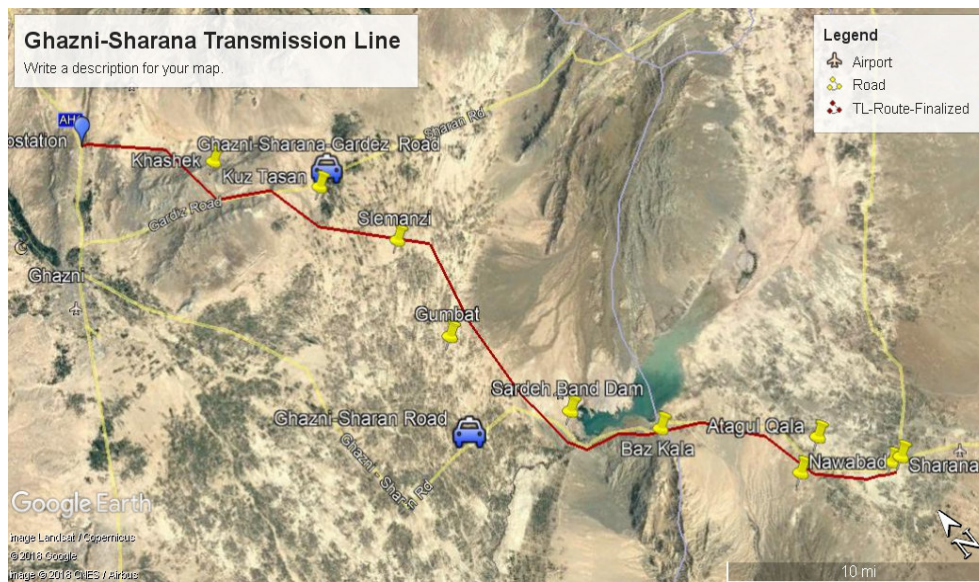 Ghazni-Sharana Transmission Line
Write a description for your map.
Legend
Airport
Road
TL-Route-Finalized
AH
ostation
Khashek
Ghazni-Sharana-Gardez Road
Sharan Rd
Kuz Tasan
Gardiz Road
Slemanzi
Ghazni
Gumbat
Sardeh Band Dam
Ghazni-Sharan Road
Atagul Qala
Baz Kala
Nawabad
Sharana
Ghazni - Sharan Rd
Google Earth
Image Landsat / Copernicus
© 2018 Google
Image © 2018 CNES / Airbus
10 mi
N